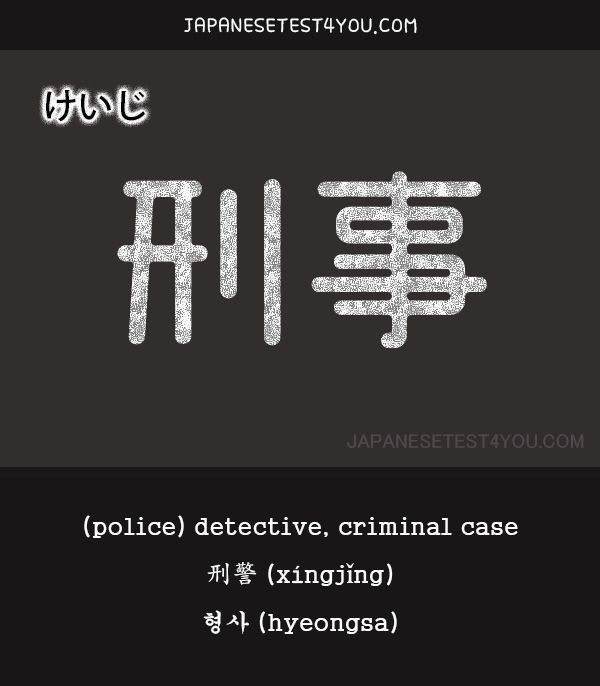 JAPANESETEST4YOU.COM
けいじ
刑事
JAPANESETEST4YOU.COM
(police) detective, criminal case
刑警 (xíngjǐng)
형사 (hyeongsa)